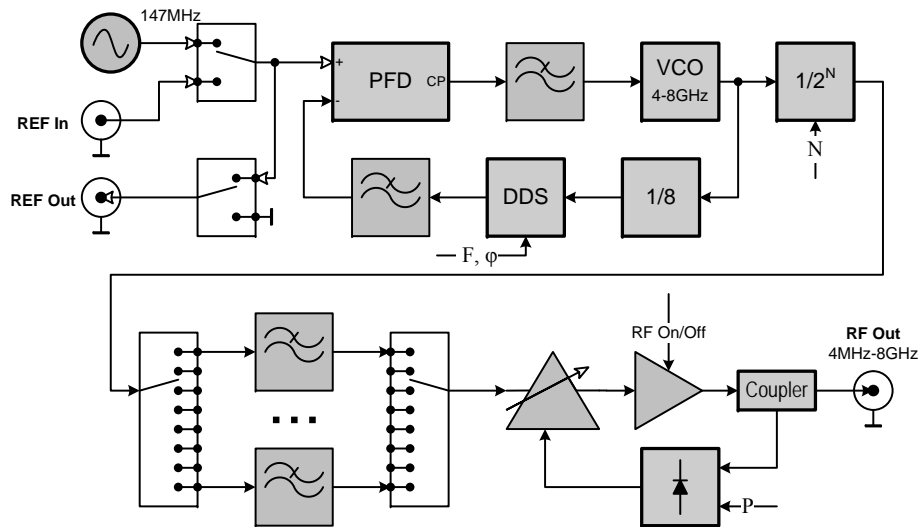 147MHz
REF In
REF Out
+
-
PFD
CP
VCO
4-8GHz
1/2ᴺ
N
DDS
1/8
F, φ
RF On/Off
RF Out
4MHz-8GHz
Coupler
P